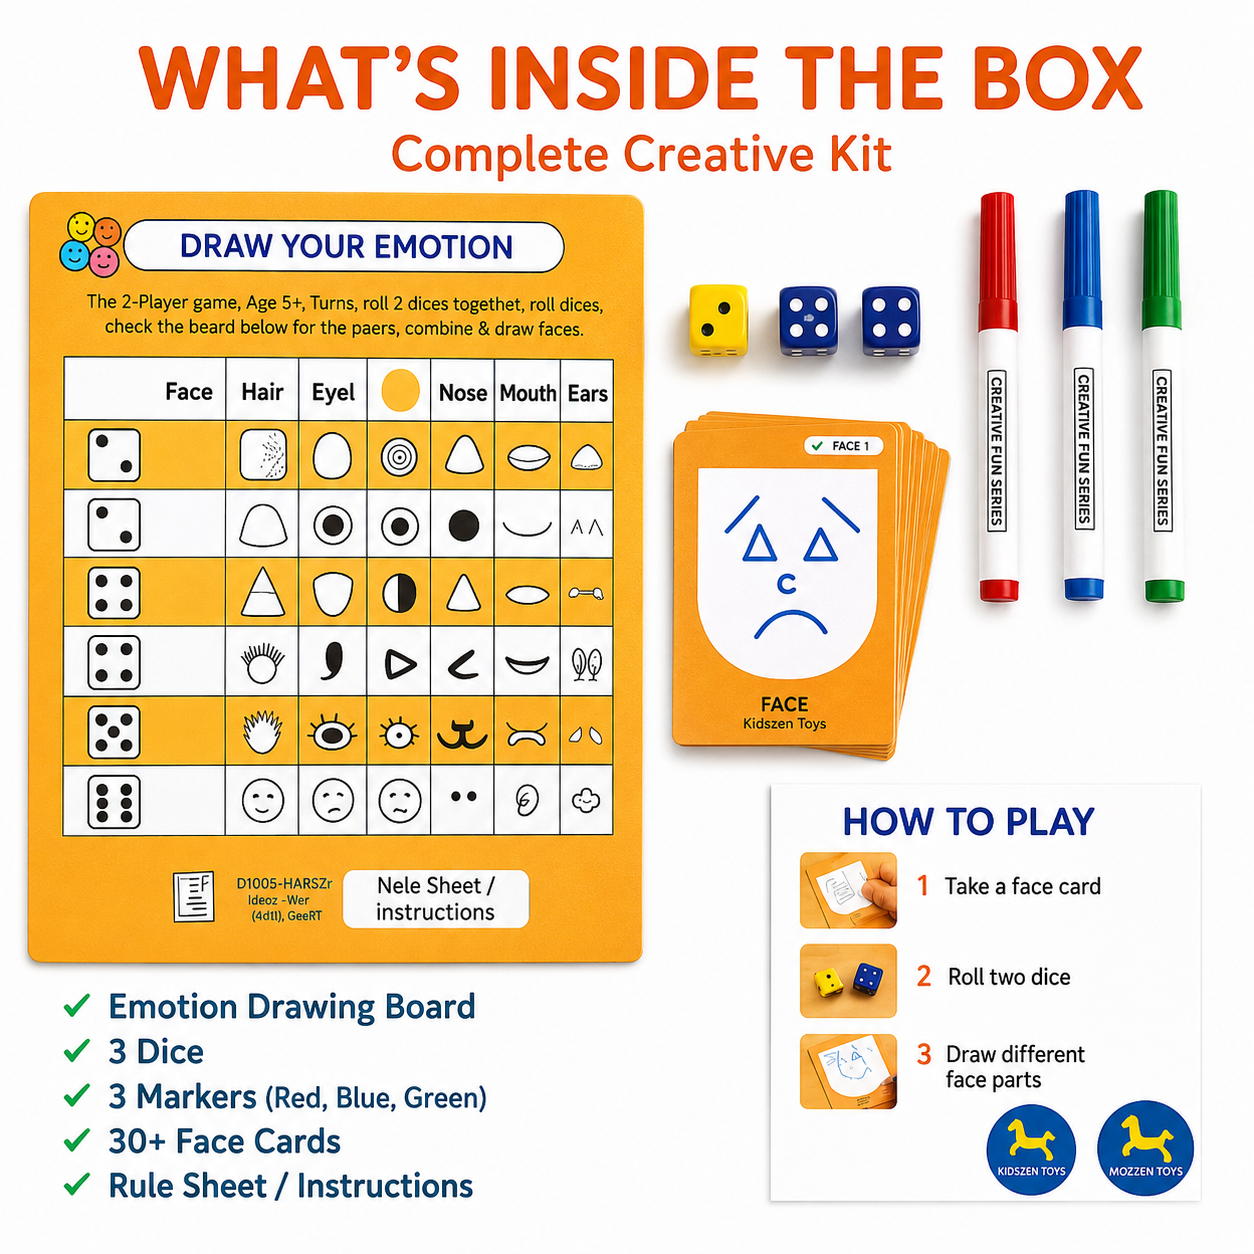 WHAT'S INSIDE THE BOX
Complete Creative Kit
DRAW YOUR EMOTION
The 2-Player game, Age 5+, Turns, roll 2 dices togethet, roll dices,
check the beard below for the paers, combine & draw faces.
Face Hair Eyel Nose Mouth Ears
D1005-HARSZr
Ideoz -Wer
(4d1l), GeeRT
Nele Sheet /
instructions
CREATIVE FUN SERIES
CREATIVE FUN SERIES
CREATIVE FUN SERIES
FACE 1
C
FACE
Kidszen Toys
HOW TO PLAY
1 Take a face card
2 Roll two dice
3 Draw different
face parts
KIDSZEN TOYS
MOZZEN TOYS
Emotion Drawing Board
3 Dice
3 Markers (Red, Blue, Green)
30+ Face Cards
Rule Sheet / Instructions